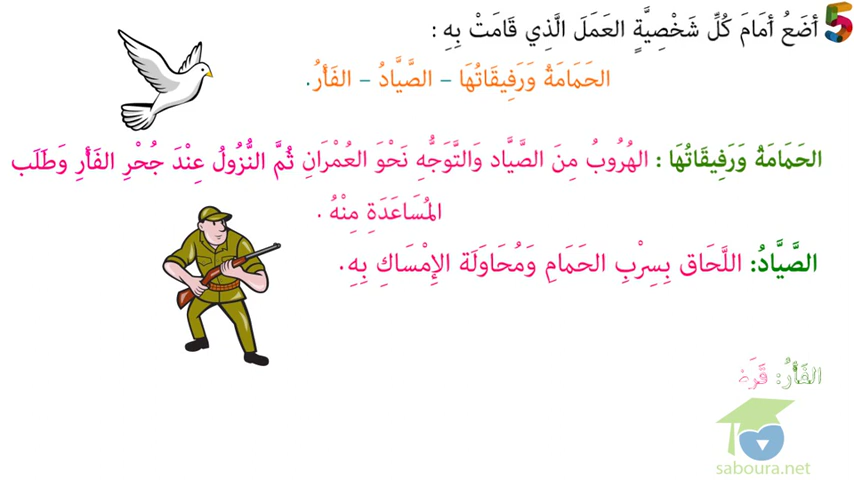 5 أَضَعُ أَمَامَ كُلِّ شَخْصِيَّةٍ العَمَلَ الَّذِي قَامَتْ بِهِ :
الحَمَامَةُ وَرَفِيقَاتُهَا – الصَّيَّادُ – الفَأْرُ.
الحَمَامَةُ وَرَفِيقَاتُهَا : الهُرُوبُ مِنَ الصَّيَّادِ وَالتَّوَجُّهِ نَحْوَ العُمْرَانِ ثُمَّ النُّزُولُ عِنْدَ جُحْرِ الفَأْرِ وَطَلَب
المُسَاعَدَةِ مِنْهُ .
الصَّيَّادُ: اللَّحَاق بِسِرْبِ الحَمَامِ وَمُحَاوَلَة الإِمْسَاكِ بِهِ.
الفَأْرُ: قَرَضَ
saboura.net